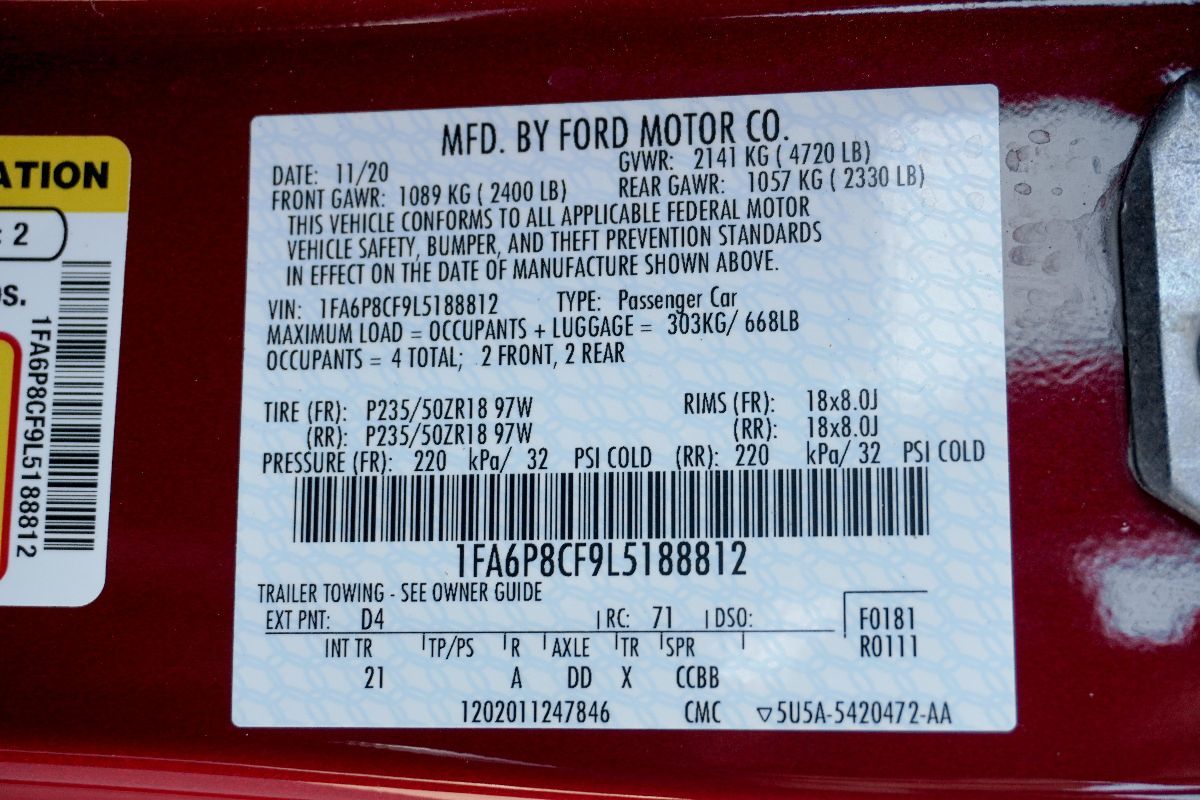 ATION
: 2
os.
1FA6P8CF9L5188812
MFD. BY FORD MOTOR CO.
DATE: 11/20 GVWR: 2141 KG ( 4720 LB)
FRONT GAWR: 1089 KG ( 2400 LB) REAR GAWR: 1057 KG ( 2330 LB)
THIS VEHICLE CONFORMS TO ALL APPLICABLE FEDERAL MOTOR
VEHICLE SAFETY, BUMPER, AND THEFT PREVENTION STANDARDS
IN EFFECT ON THE DATE OF MANUFACTURE SHOWN ABOVE.
VIN: 1FA6P8CF9L5188812 TYPE: Passenger Car
MAXIMUM LOAD = OCCUPANTS + LUGGAGE = 303KG/ 668LB
OCCUPANTS = 4 TOTAL; 2 FRONT, 2 REAR
TIRE (FR): P235/50ZR18 97W RIMS (FR): 18x8.0J
(RR): P235/50ZR18 97W (RR): 18x8.0J
PRESSURE (FR): 220 kPa/ 32 PSI COLD (RR): 220 kPa/ 32 PSI COLD
1FA6P8CF9L5188812
TRAILER TOWING - SEE OWNER GUIDE
EXT PNT: D4 RC: 71 DSO: F0181
INT TR TP/PS R AXLE TR SPR R0111
21 A DD X CCBB
1202011247846 CMC ▽5U5A-5420472-AA